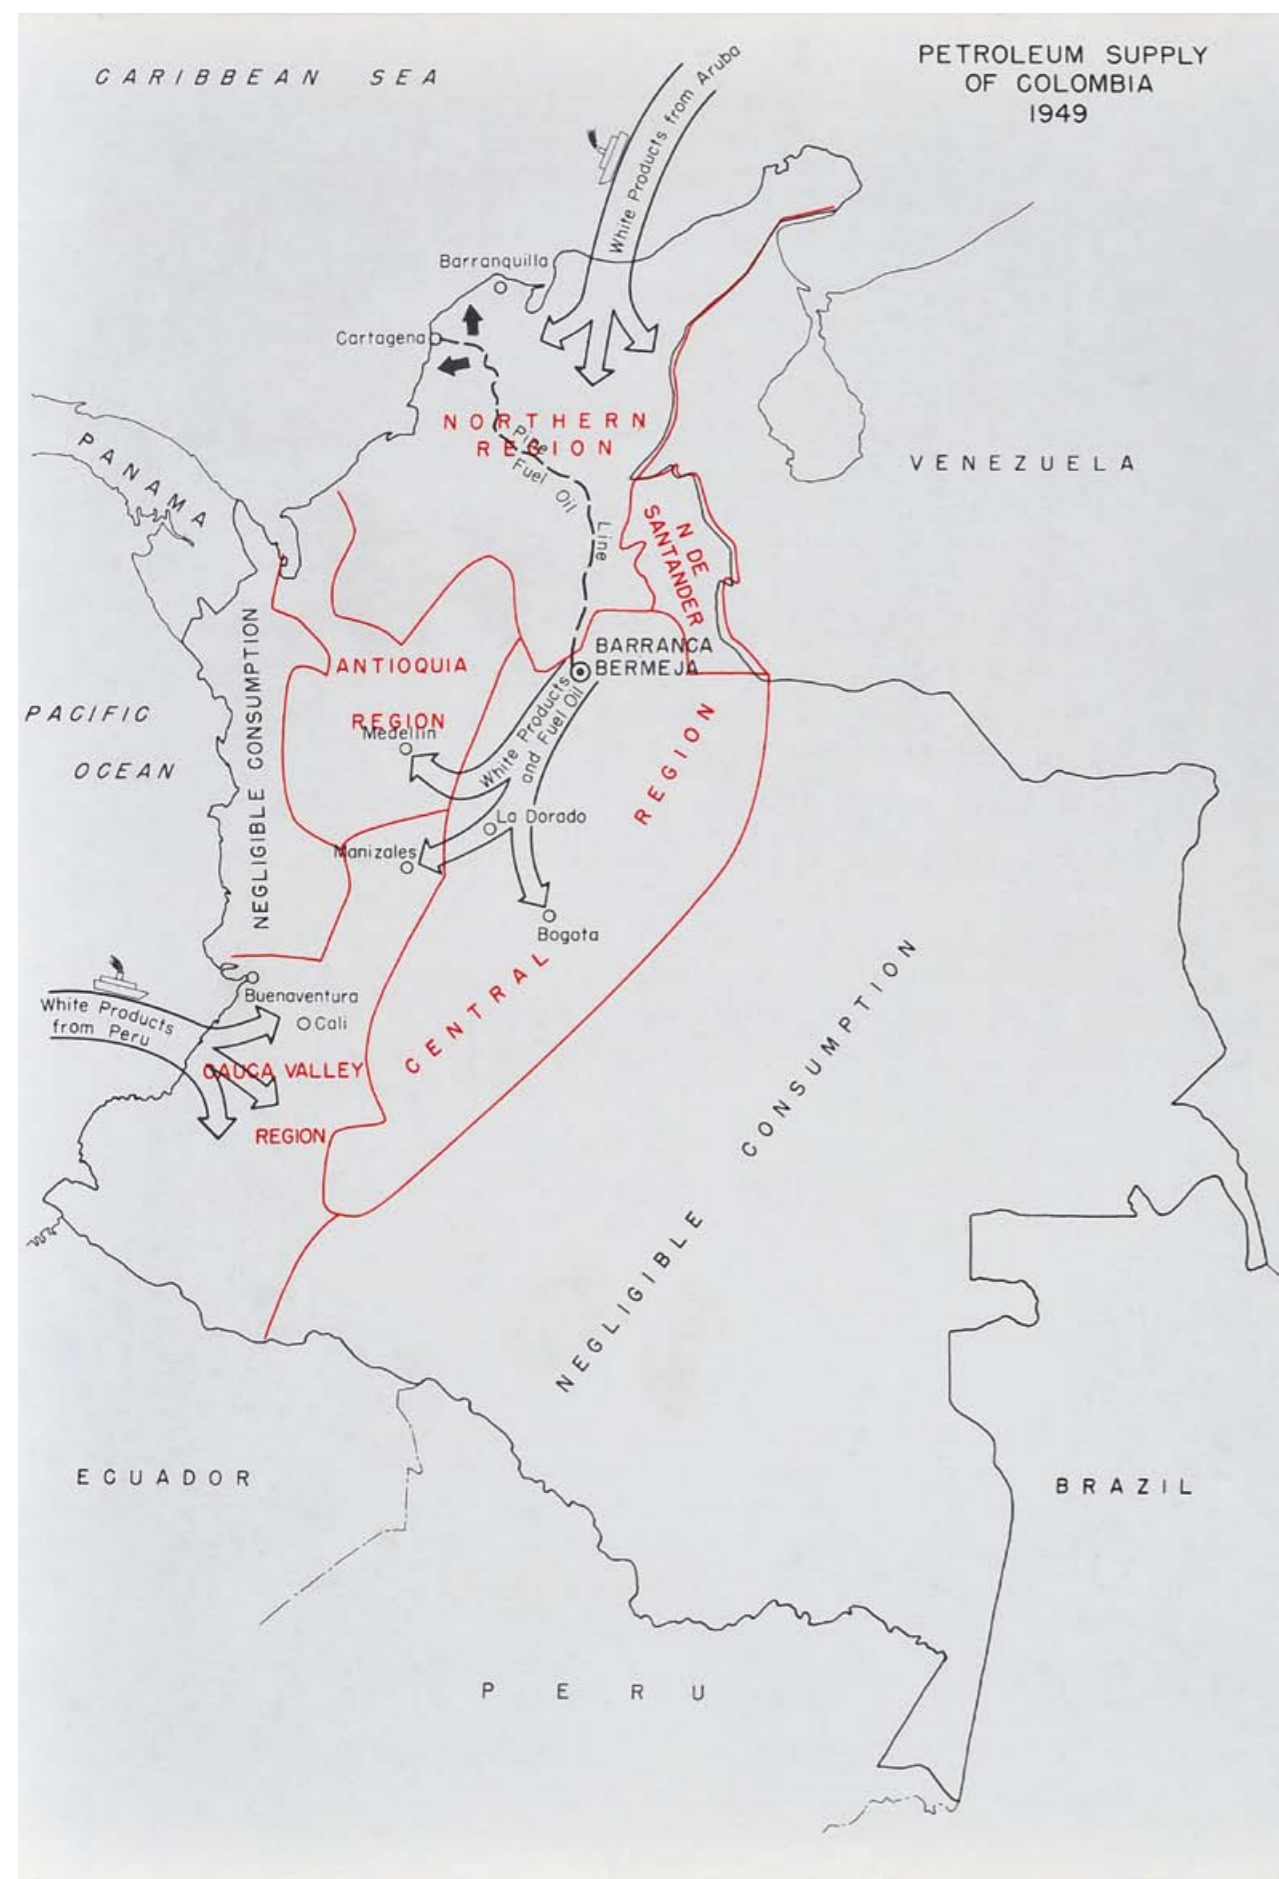 CARIBBEAN SEA
PETROLEUM SUPPLY
OF COLOMBIA
1949
White Products from Aruba
Barranquilla
Cartagena
NORTHERN
REGION
Pipe
Fuel Oil
Line
PANAMA
VENEZUELA
N DE
SANTANDER
NEGLIGIBLE CONSUMPTION
BARRANCA
BERMEJA
ANTIOQUIA
REGION
Medellin
White Products
and Fuel Oil
PACIFIC
OCEAN
La Dorado
Manizales
Bogota
CENTRAL REGION
Buenaventura
Cali
White Products
from Peru
CAUCA VALLEY
REGION
NEGLIGIBLE CONSUMPTION
ECUADOR
BRAZIL
PERU